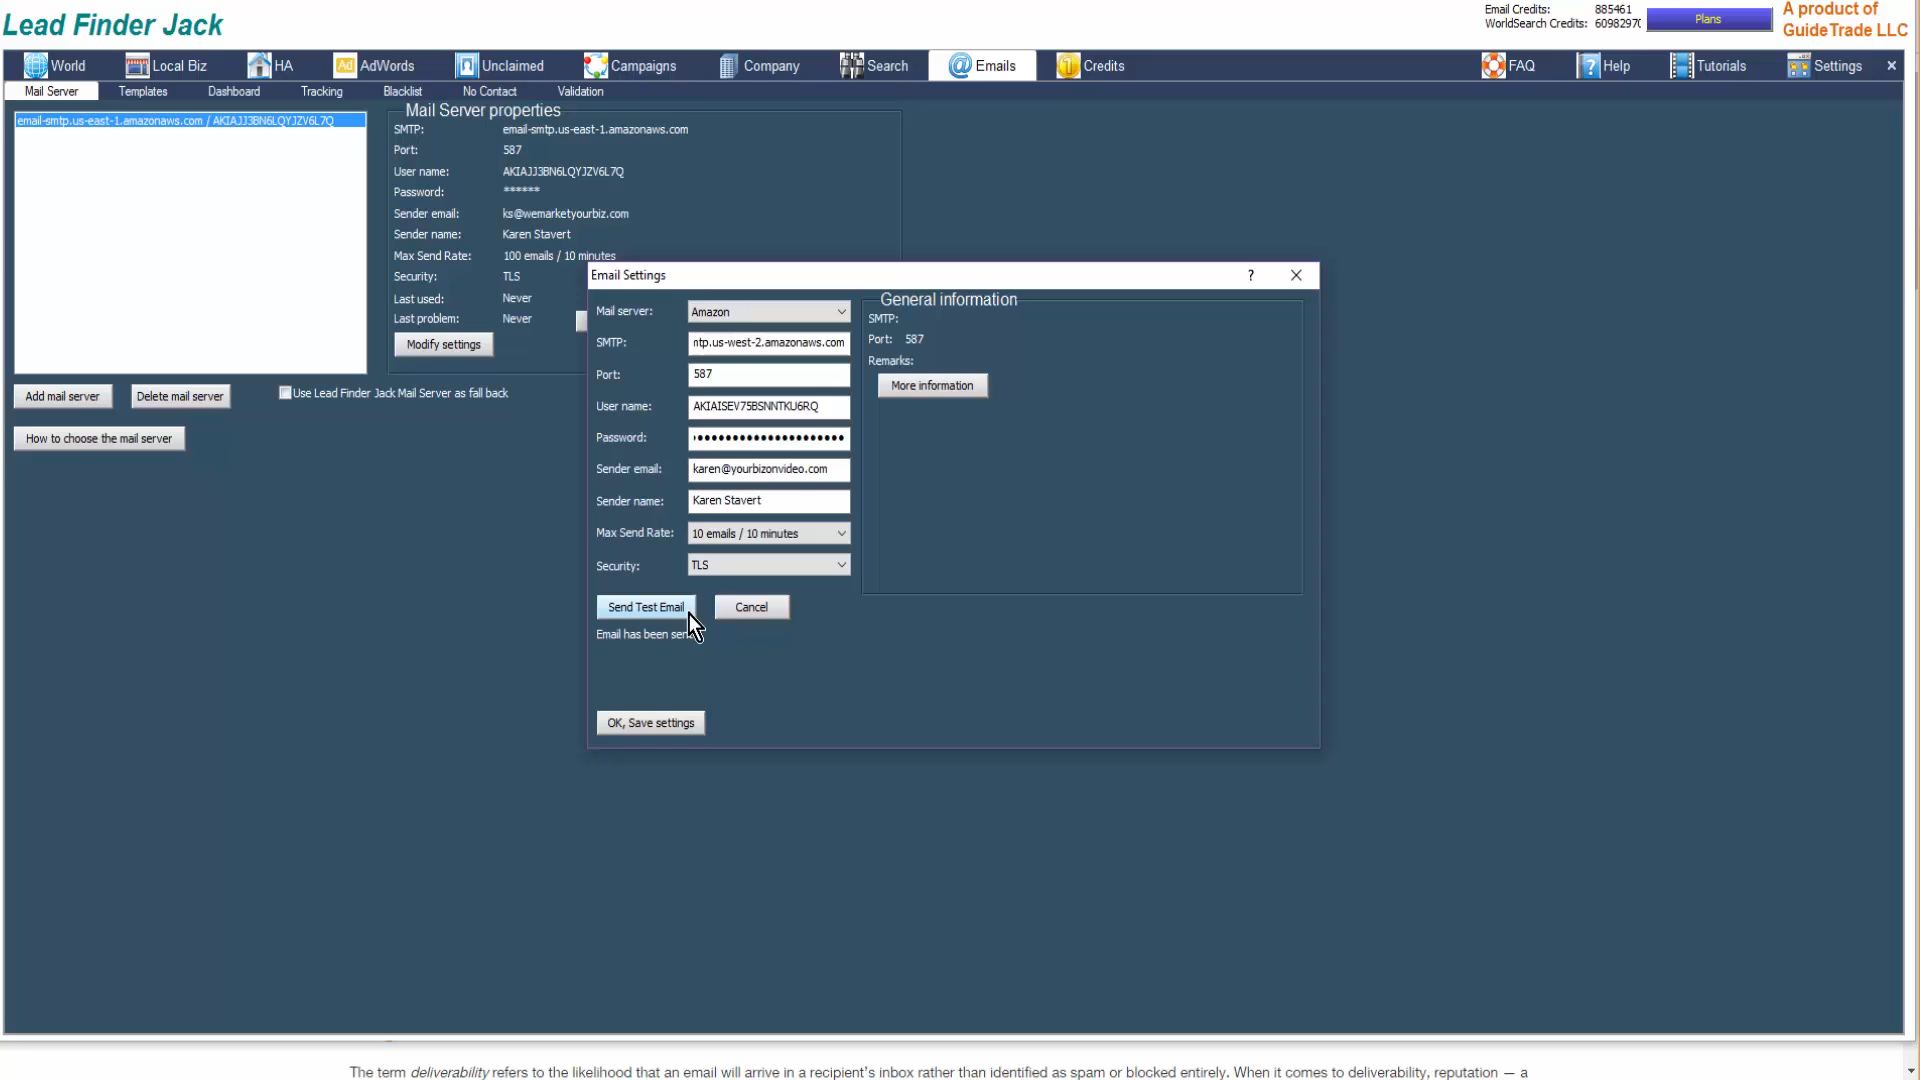 Lead Finder Jack
Email Credits: 885461
WorldSearch Credits: 60982970
Plans
A product of
GuideTrade LLC
World Local Biz HA AdWords Unclaimed Campaigns Company Search Emails Credits FAQ Help Tutorials Settings
Mail Server Templates Dashboard Tracking Blacklist No Contact Validation
email-smtp.us-east-1.amazonaws.com / AKIAJJ3BN6LQYJZV6L7Q
Mail Server properties
SMTP: email-smtp.us-east-1.amazonaws.com
Port: 587
User name: AKIAJJ3BN6LQYJZV6L7Q
Password: ******
Sender email: ks@wemarketyourbiz.com
Sender name: Karen Stavert
Max Send Rate: 100 emails / 10 minutes
Security: TLS
Last used: Never
Last problem: Never
Modify settings
Add mail server Delete mail server Use Lead Finder Jack Mail Server as fall back
How to choose the mail server
Email Settings ?
Mail server: Amazon
SMTP: ntp.us-west-2.amazonaws.com
Port: 587
User name: AKIAISEV75BSNNTKU6RQ
Password: ●●●●●●●●●●●●●●●●●●●●●
Sender email: karen@yourbizonvideo.com
Sender name: Karen Stavert
Max Send Rate: 10 emails / 10 minutes
Security: TLS
Send Test Email Cancel
Email has been
OK, Save settings
General information
SMTP:
Port: 587
Remarks:
More information
The term deliverability refers to the likelihood that an email will arrive in a recipient's inbox rather than identified as spam or blocked entirely. When it comes to deliverability, reputation — a